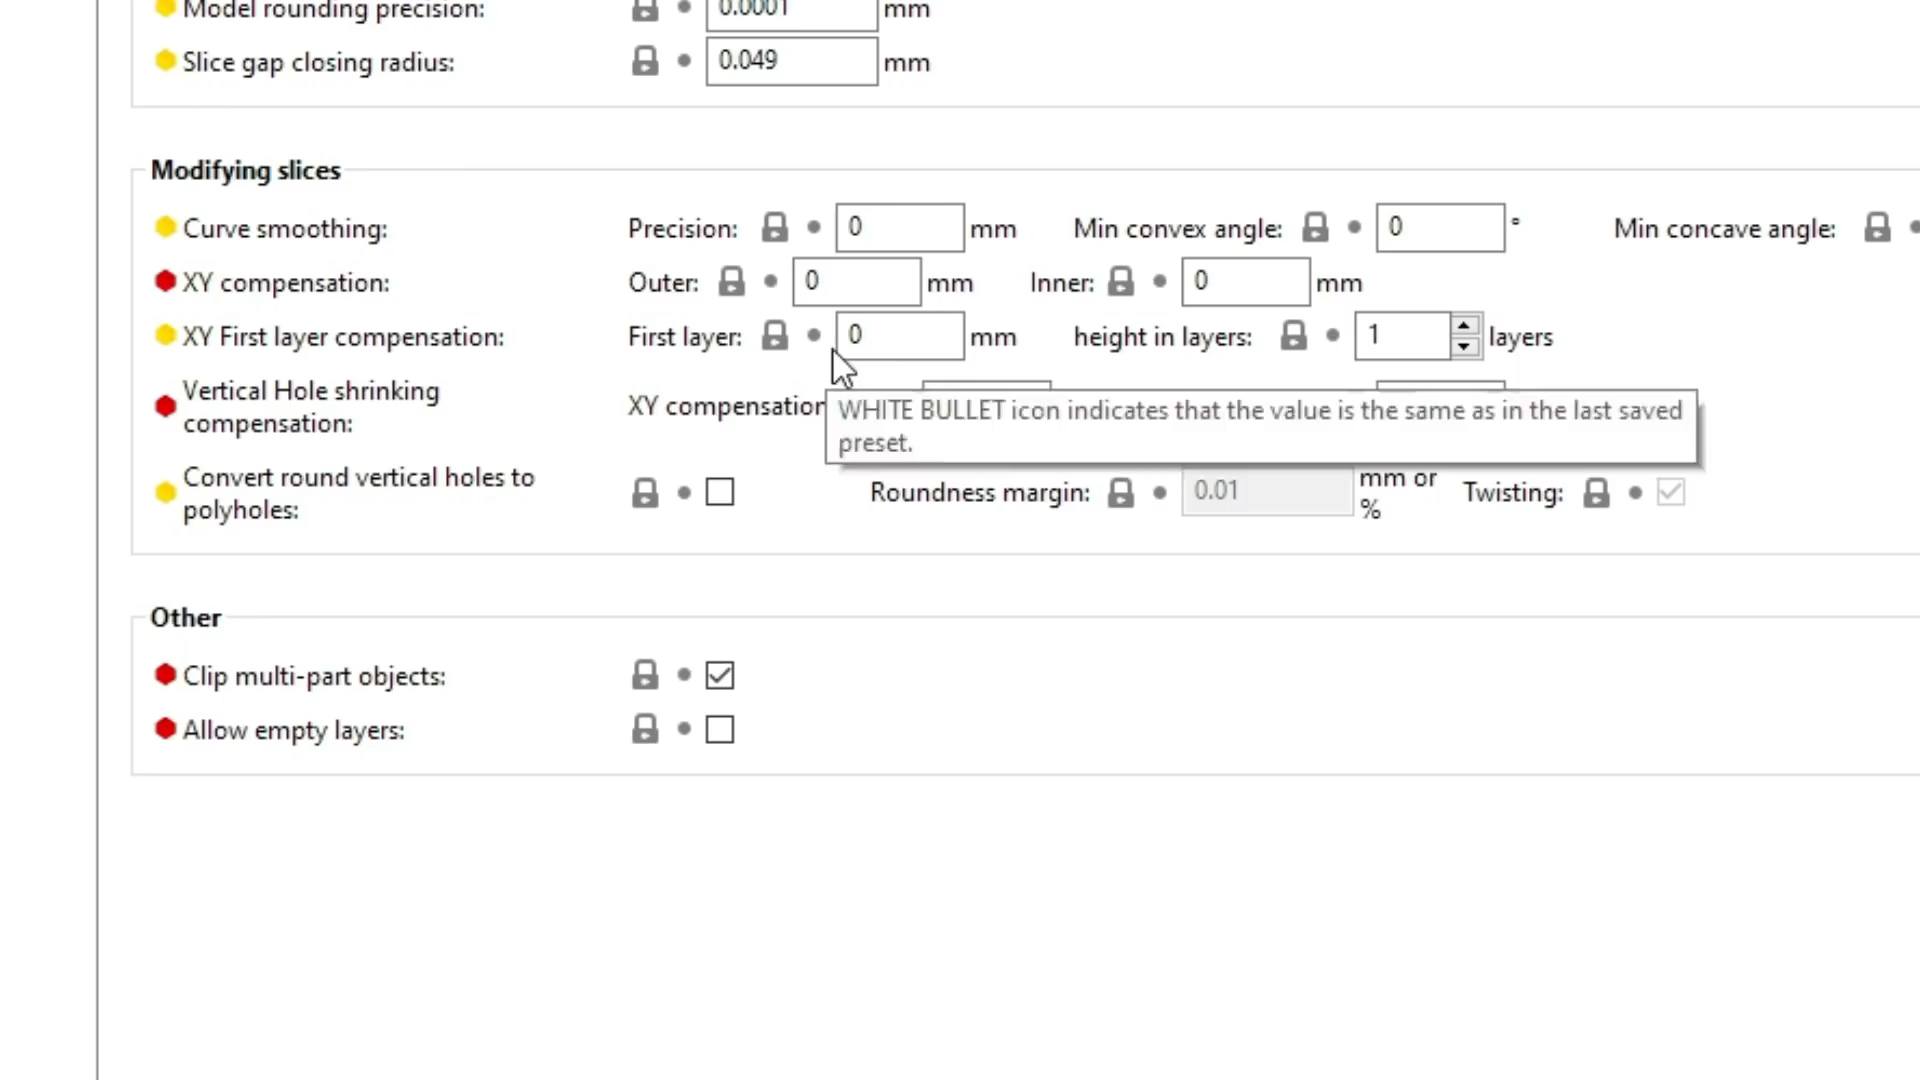 Model rounding precision: 0.0001 mm
Slice gap closing radius: 0.049 mm
Modifying slices
Curve smoothing: Precision: 0 mm Min convex angle: 0 ° Min concave angle:
XY compensation: Outer: 0 mm Inner: 0 mm
XY First layer compensation: First layer: 0 mm height in layers: 1 layers
Vertical Hole shrinking
compensation:
XY compensation
WHITE BULLET icon indicates that the value is the same as in the last saved
preset.
Convert round vertical holes to
polyholes:
Roundness margin: 0.01 mm or
% Twisting:
Other
Clip multi-part objects:
Allow empty layers: